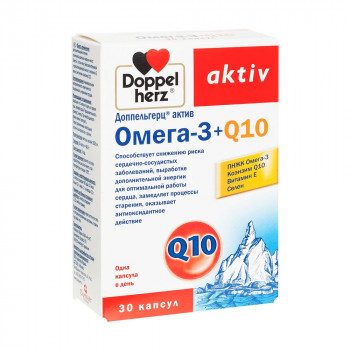 Doppel
herz®
aktiv
Доппельгерц® актив
Омега-3+Q10
Способствует снижению риска
сердечно-сосудистых
заболеваний, выработке
дополнительной энергии
для оптимальной работы
сердца, замедляет процессы
старения, оказывает
антиоксидантное
действие
ПНЖК Омега-3
Коэнзим Q10
Витамин Е
Селен
Q10
Одна
капсула
в день
30 капсул